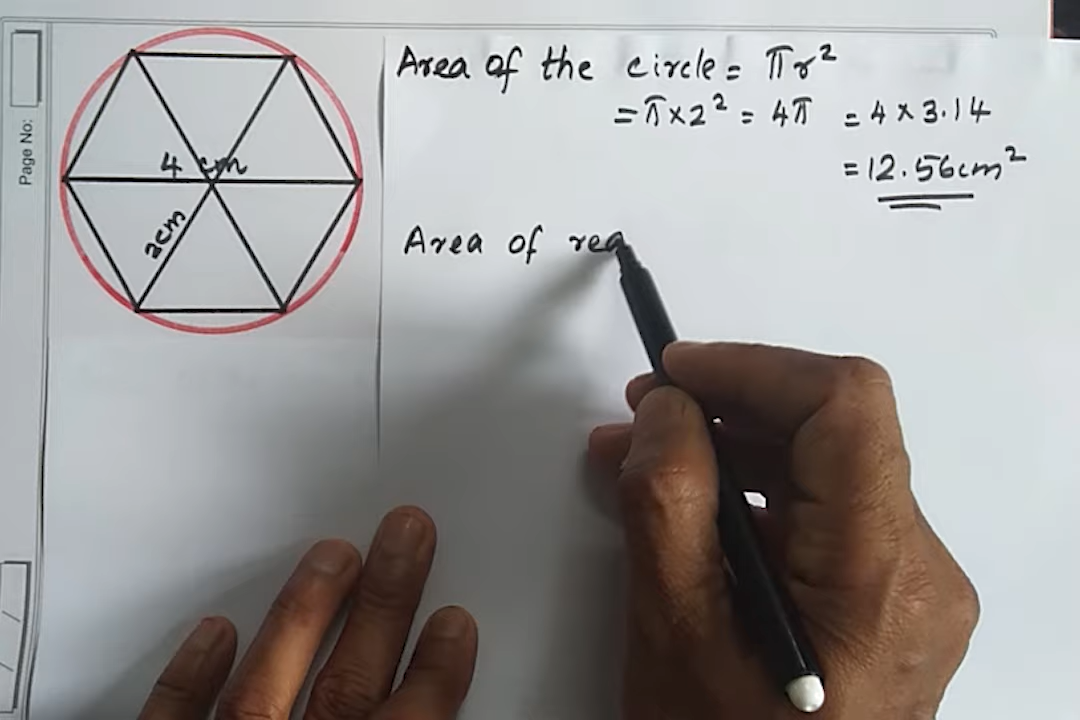 Page No:
4 cm
2cm
Area of the circle = πr²
= π×2² = 4π = 4 × 3.14
= 12.56cm²
Area of reg